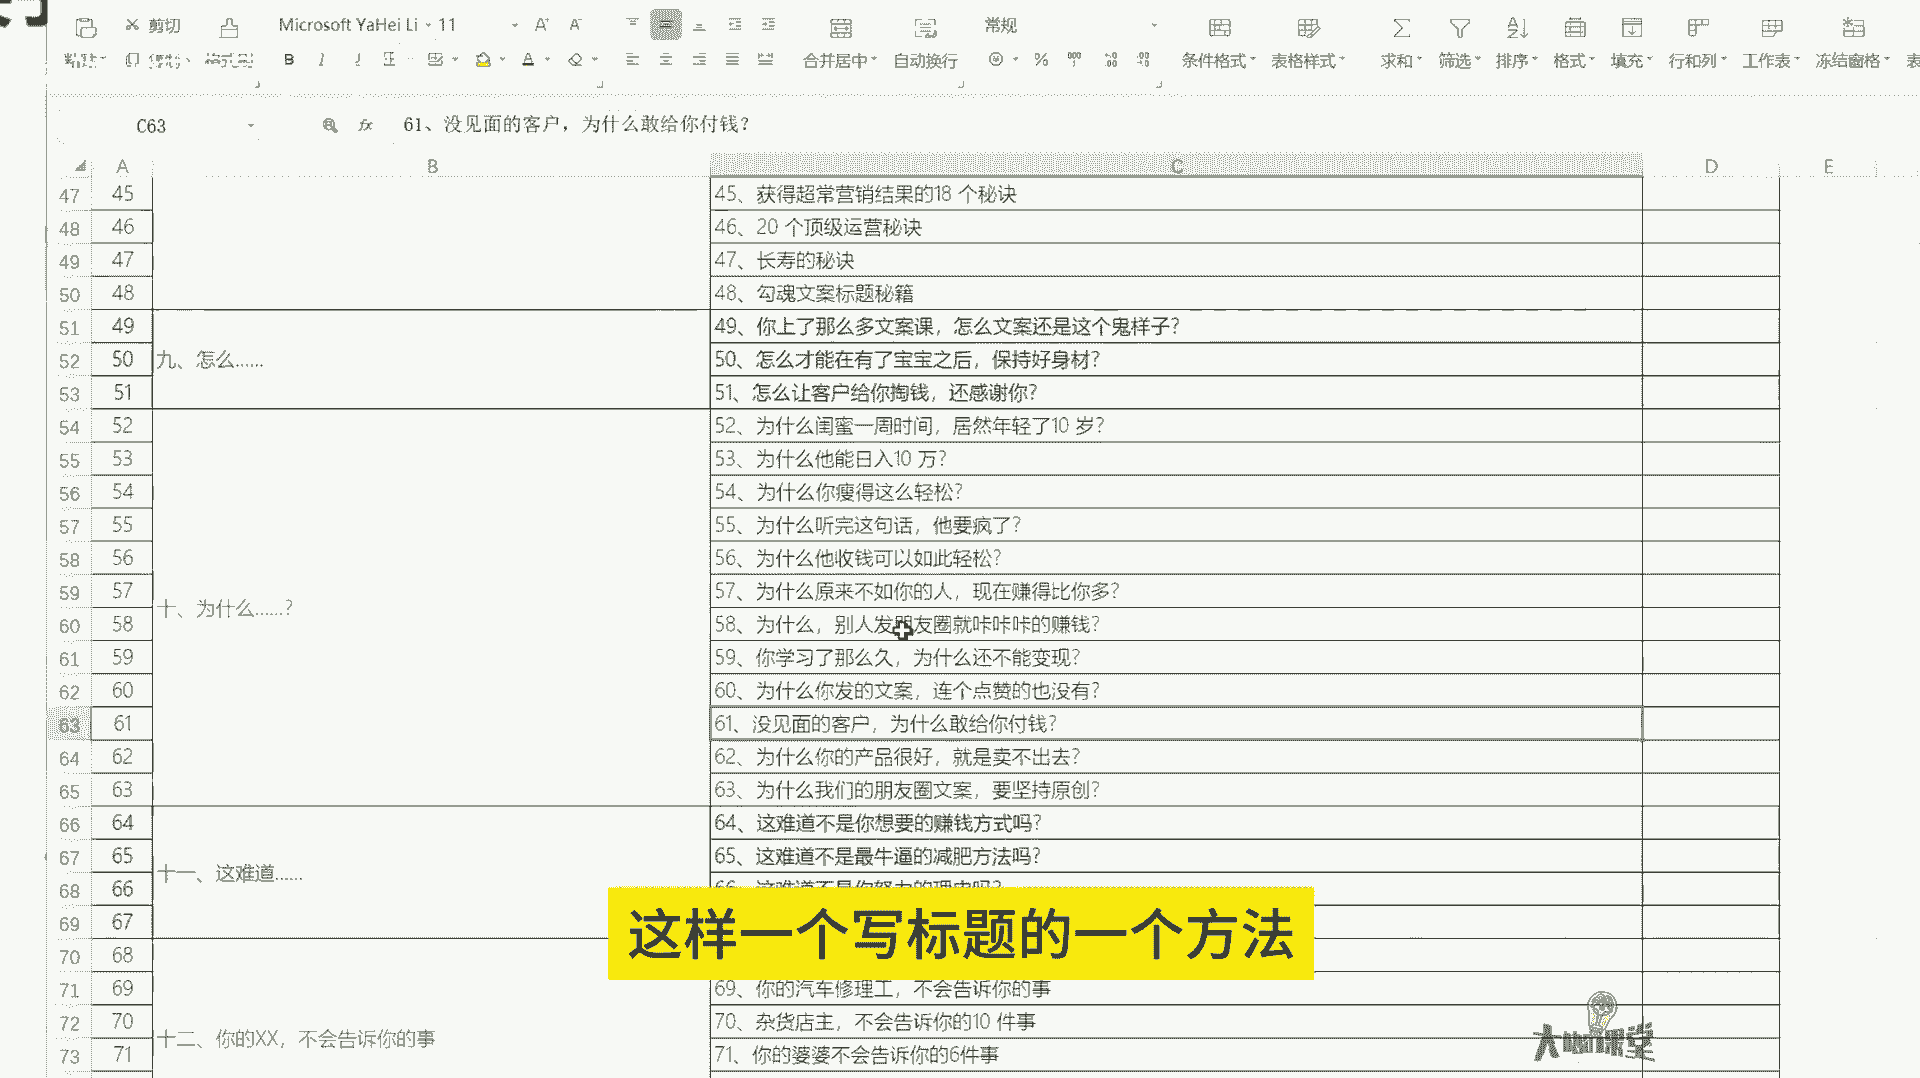 剪切
Microsoft YaHei Li 11
常规
粘贴 复制 格式刷
B I
合并居中 自动换行
%
条件格式 表格样式 求和 筛选 排序 格式 填充 行和列 工作表 冻结窗格 表
C63
fx 61、没见面的客户，为什么敢给你付钱?
A B C D E
47 45 45、获得超常营销结果的18 个秘诀
48 46 46、20 个顶级运营秘诀
49 47 47、长寿的秘诀
50 48 48、勾魂文案标题秘籍
51 49 49、你上了那么多文案课，怎么文案还是这个鬼样子?
52 50 九、怎么...... 50、怎么才能在有了宝宝之后，保持好身材?
53 51 51、怎么让客户给你掏钱，还感谢你?
54 52 52、为什么闺蜜一周时间，居然年轻了10 岁?
55 53 53、为什么他能日入10 万?
56 54 54、为什么你瘦得这么轻松?
57 55 55、为什么听完这句话，他要疯了?
58 56 56、为什么他收钱可以如此轻松?
59 57 57、为什么原来不如你的人，现在赚得比你多?
十、为什么......?
60 58 58、为什么，别人发朋友圈就咔咔咔的赚钱?
61 59 59、你学习了那么久，为什么还不能变现?
62 60 60、为什么你发的文案，连个点赞的也没有?
63 61 61、没见面的客户，为什么敢给你付钱?
64 62 62、为什么你的产品很好，就是卖不出去?
65 63 63、为什么我们的朋友圈文案，要坚持原创?
66 64 64、这难道不是你想要的赚钱方式吗?
67 65 65、这难道不是最牛逼的减肥方法吗?
十一、这难道......
68 66 66、这难道不是你努力的理由吗?
69 67
这样一个写标题的一个方法
70 68
71 69 69、你的汽车修理工，不会告诉你的事
72 70 70、杂货店主，不会告诉你的10 件事
十二、你的XX，不会告诉你的事
73 71 71、你的婆婆不会告诉你的6件事
大咖课堂